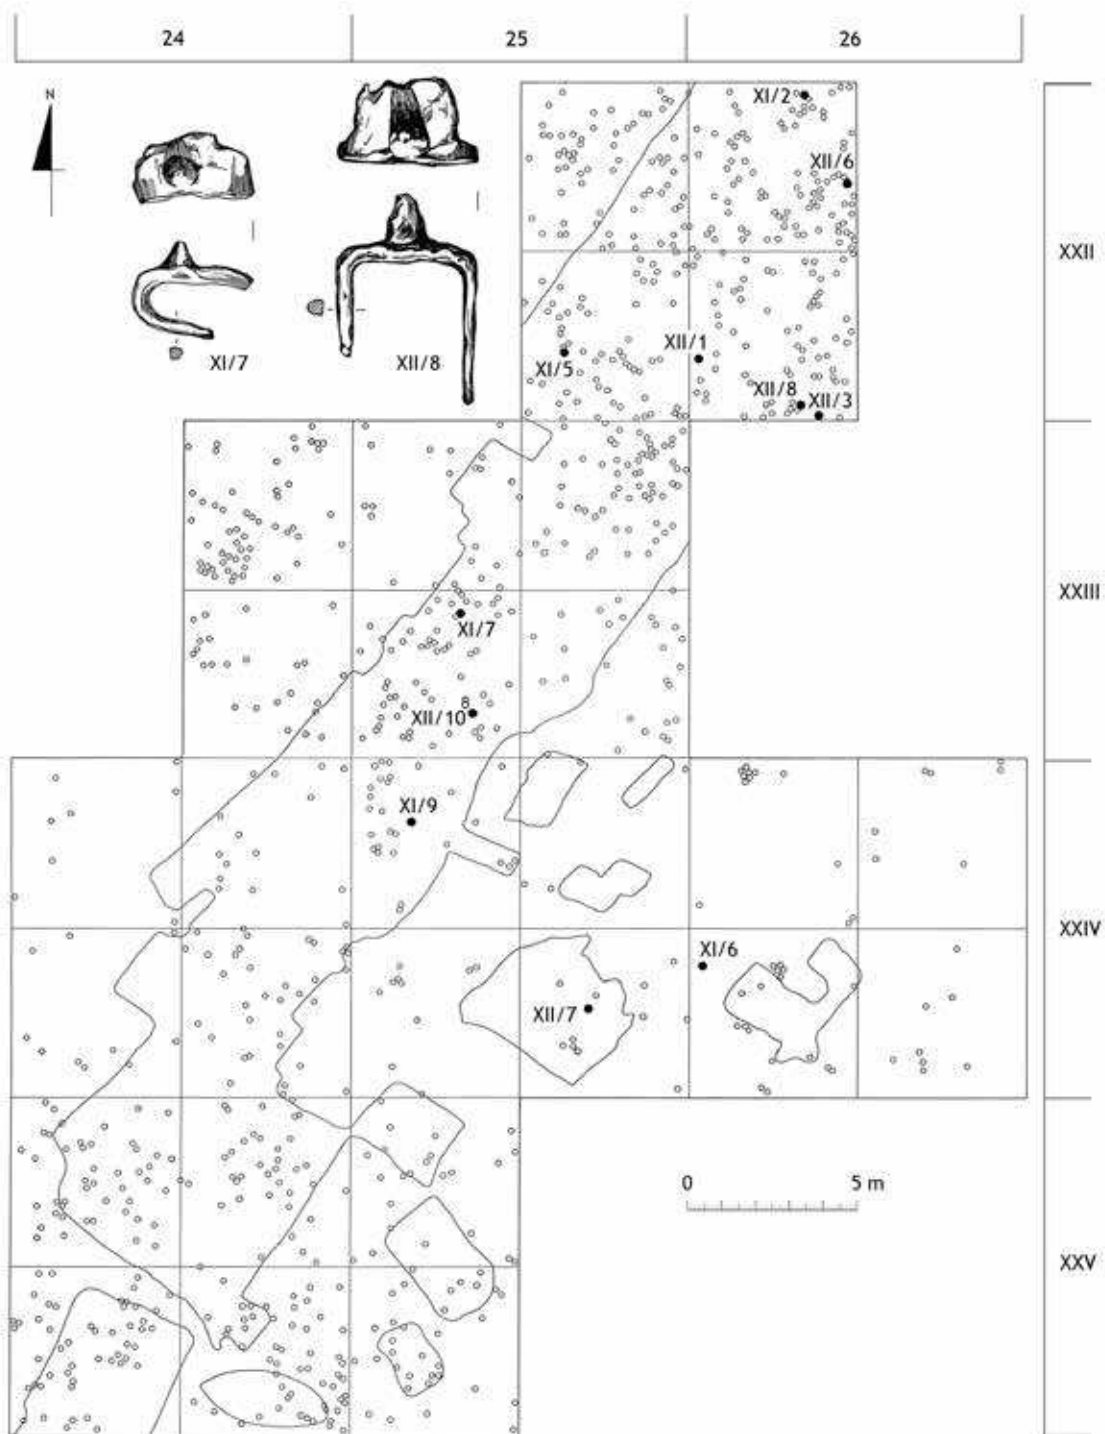 24 25 26
N
XI/2
XII/6
XXII
XI/7 XII/8
XI/5 XII/1
XII/8 XII/3
XXIII
XI/7
8
XII/10
XI/9
XXIV
XI/6
XII/7
0 5 m
XXV